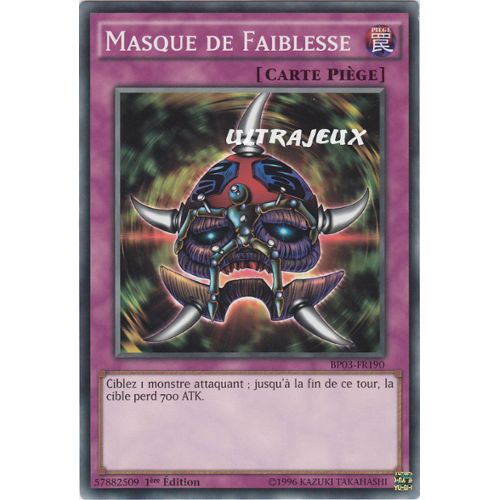 MASQUE DE FAIBLESSE
PIÈGE
罠
[CARTE PIÈGE]
ULTRAJEUX
BP03-FR190
Ciblez 1 monstre attaquant ; jusqu'à la fin de ce tour, la
cible perd 700 ATK.
57882509 1ère Édition ©1996 KAZUKI TAKAHASHI